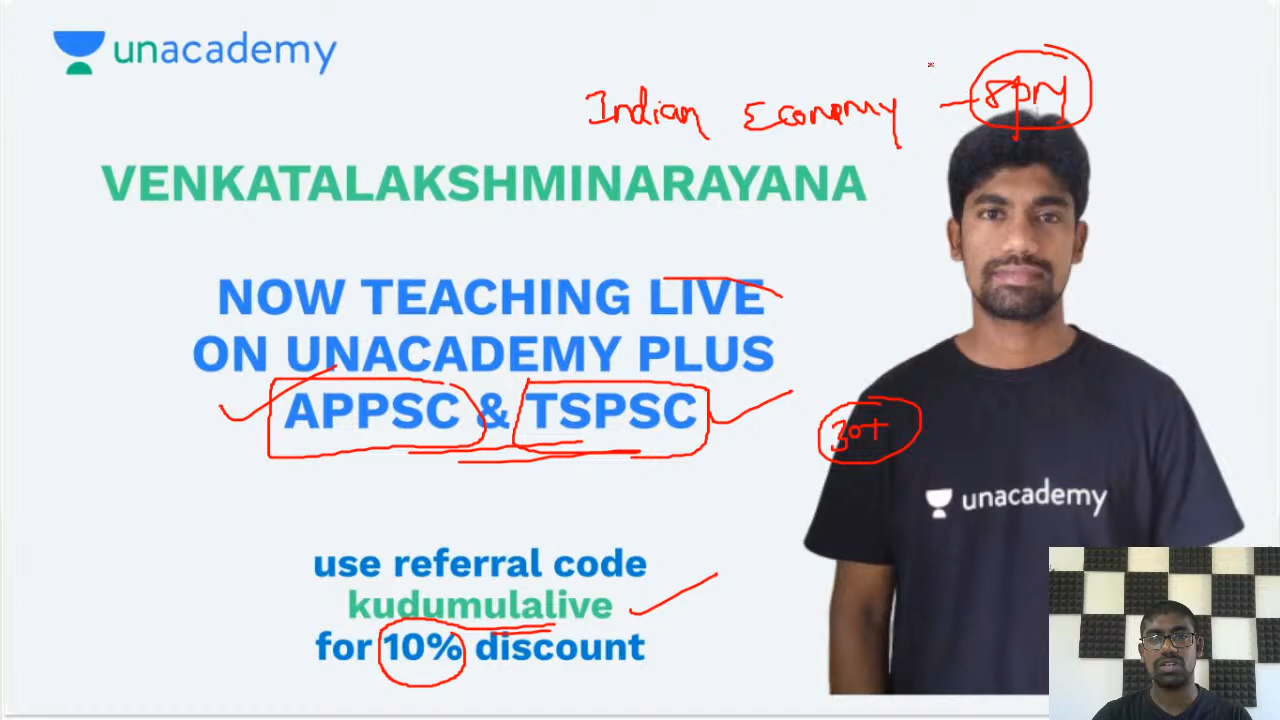 unacademy
Indian Economy - 8pm
VENKATALAKSHMINARAYANA
NOW TEACHING LIVE
ON UNACADEMY PLUS
APPSC & TSPSC
30+
unacademy
use referral code
kudumulalive
for 10% discount